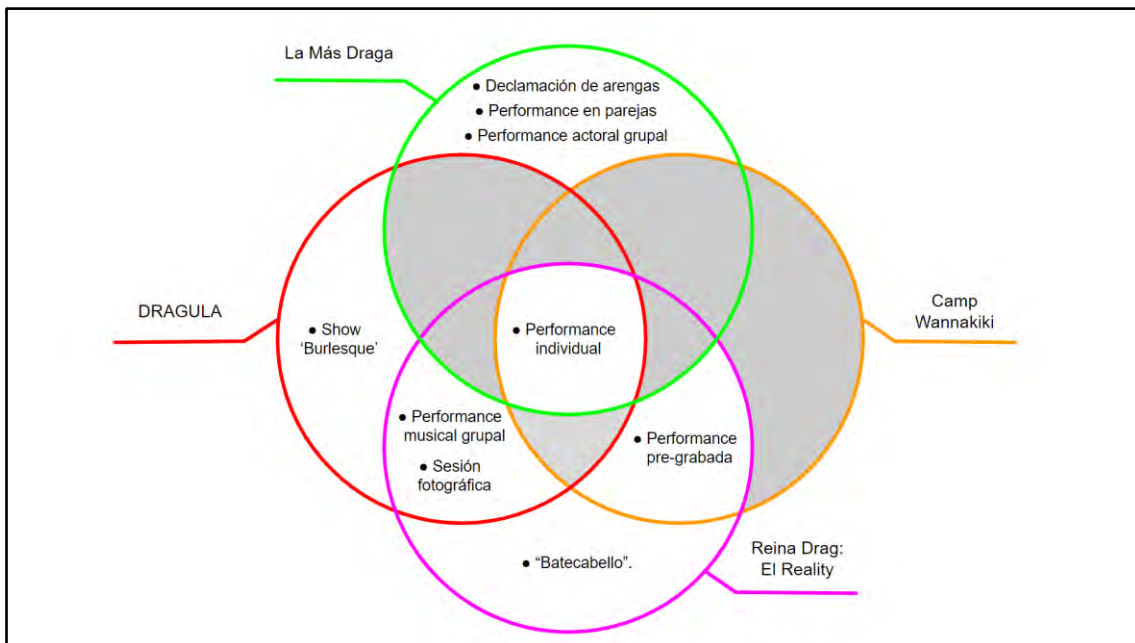 La Más Draga
● Declamación de arengas
● Performance en parejas
● Performance actoral grupal
DRAGULA
Camp
Wannakiki
● Show
‘Burlesque’
● Performance
individual
● Performance
musical grupal
● Sesión
fotográfica
● Performance
pre-grabada
● “Batecabello”.
Reina Drag:
El Reality